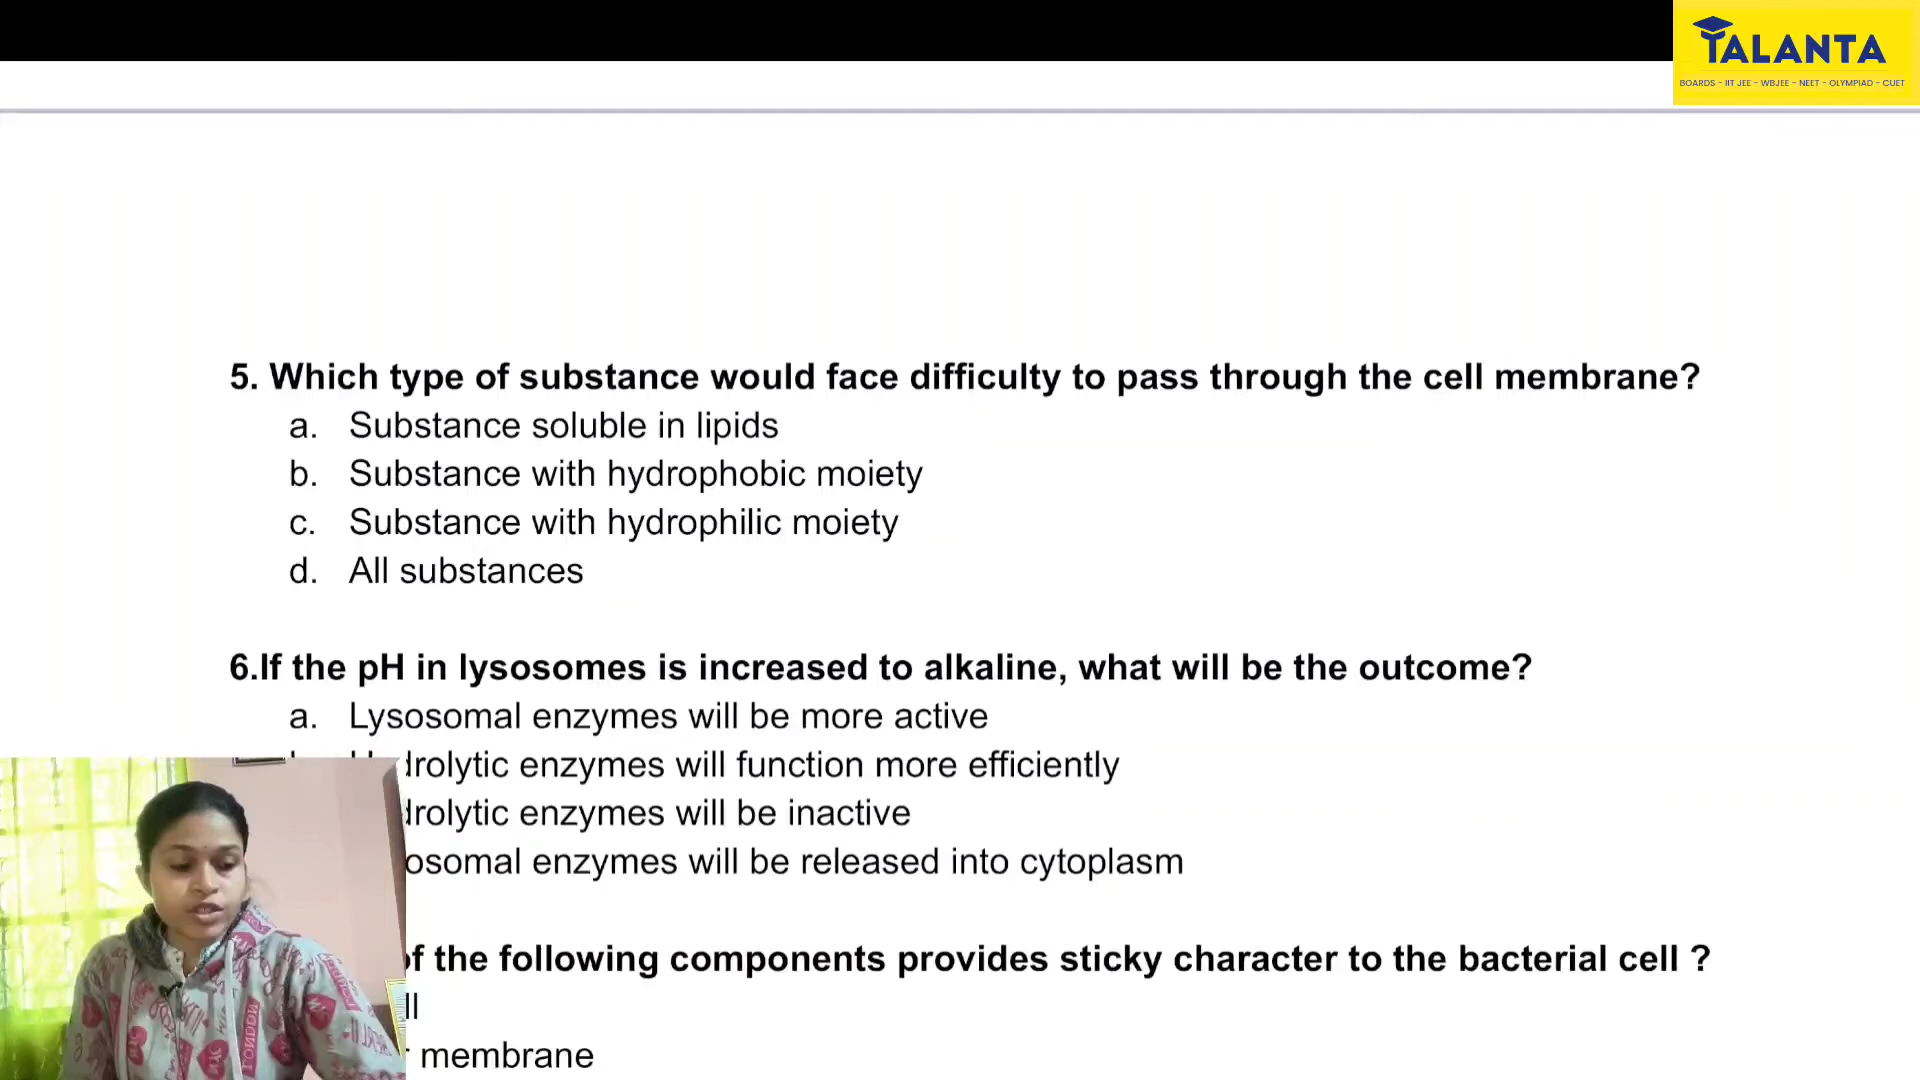 TALANTA
BOARDS - IIT JEE - WBJEE - NEET - OLYMPIAD - CUET
5. Which type of substance would face difficulty to pass through the cell membrane?
a. Substance soluble in lipids
b. Substance with hydrophobic moiety
c. Substance with hydrophilic moiety
d. All substances
6.If the pH in lysosomes is increased to alkaline, what will be the outcome?
a. Lysosomal enzymes will be more active
drolytic enzymes will function more efficiently
drolytic enzymes will be inactive
osomal enzymes will be released into cytoplasm
of the following components provides sticky character to the bacterial cell ?
ll
membrane